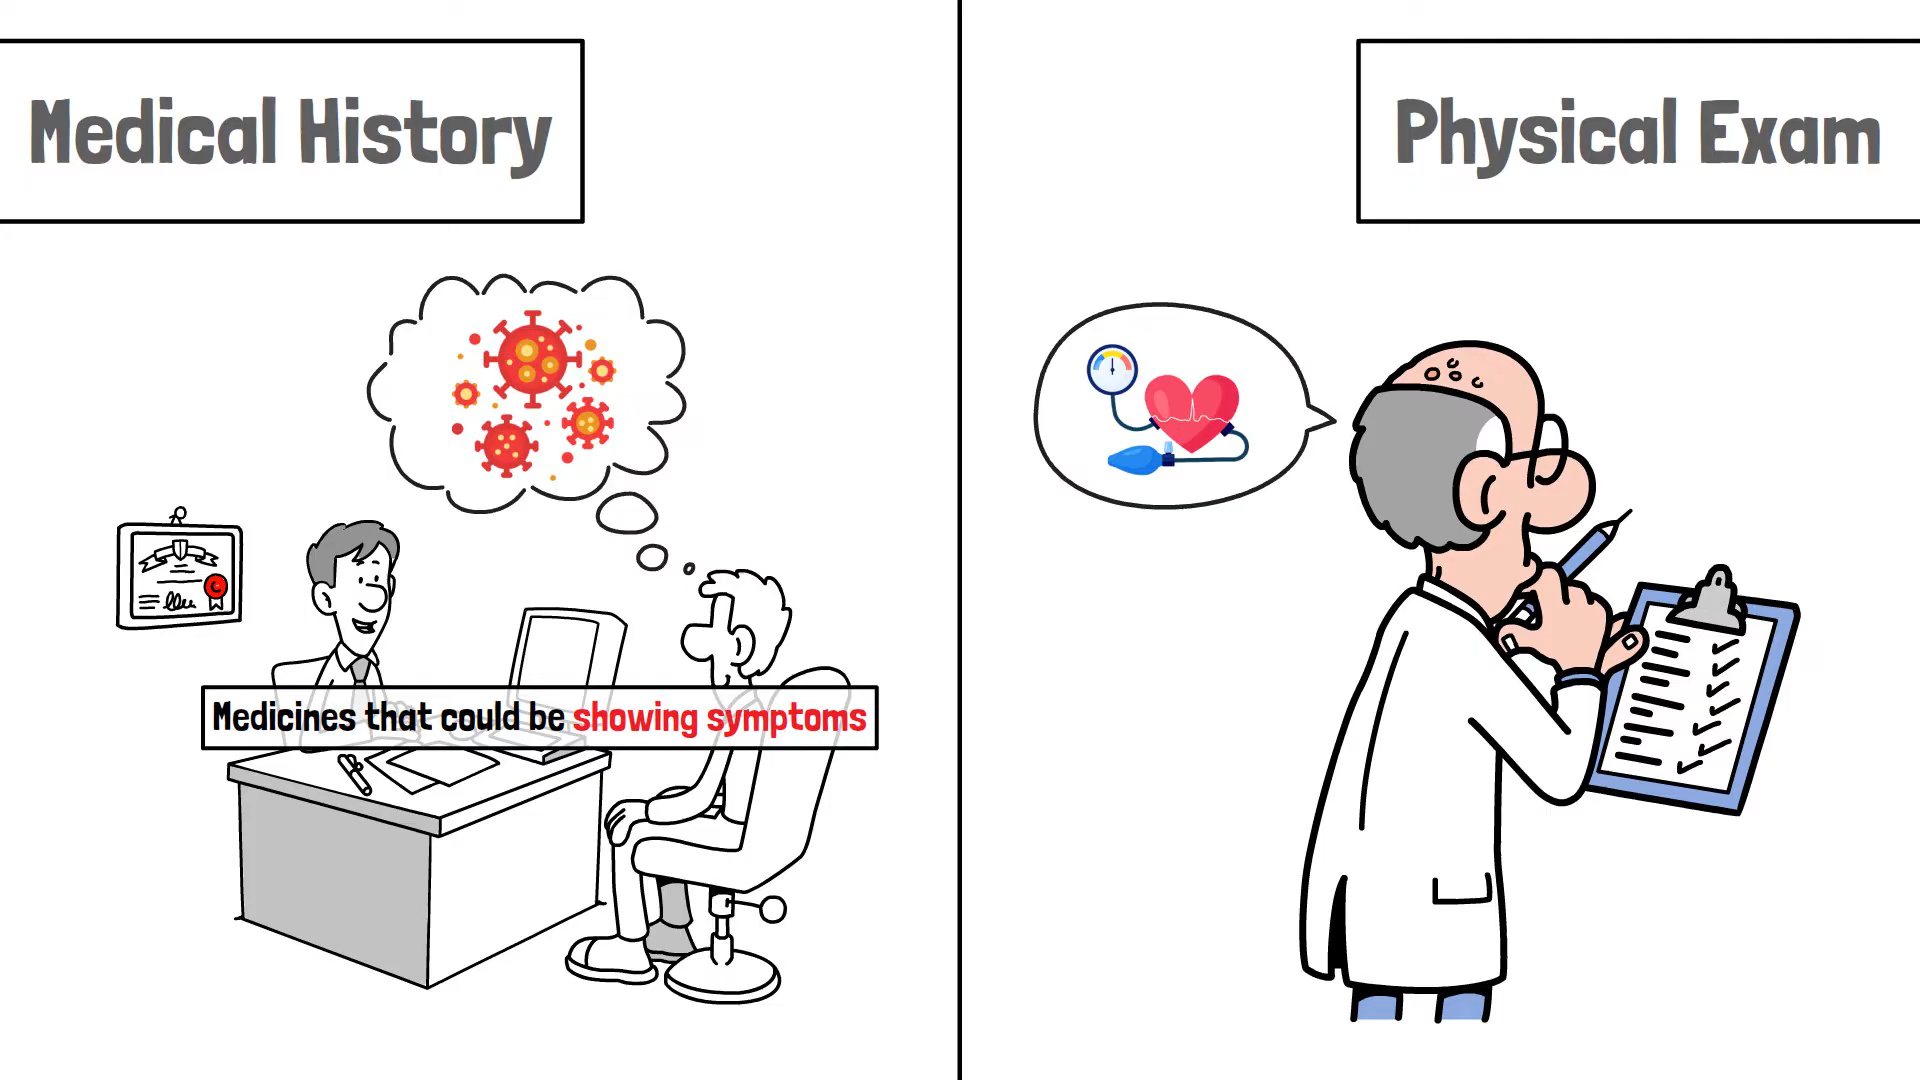 Medical History
Physical Exam
Medicines that could be showing symptoms